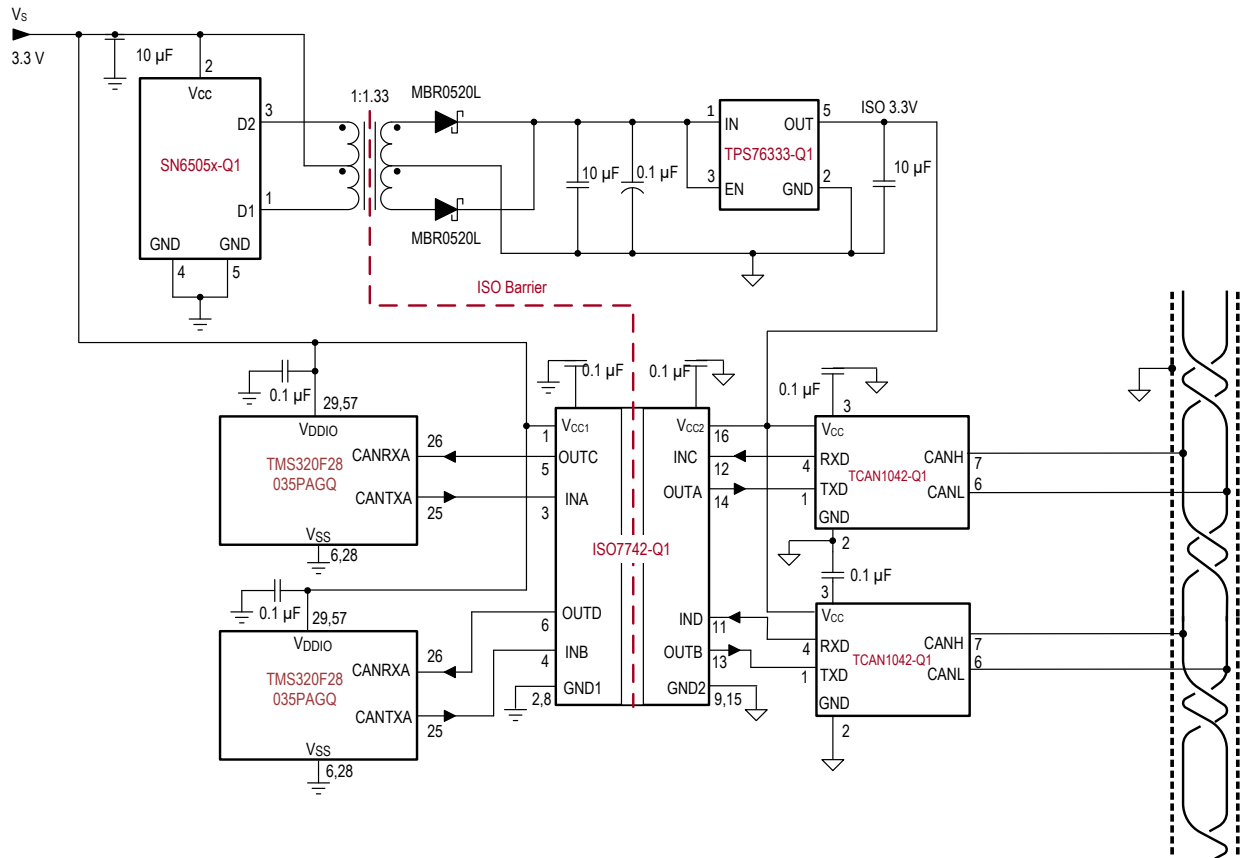 VS
3.3 V
10 µF
2
Vcc
3
D2
SN6505x-Q1
D1
1
GND
GND
4
5
1:1.33
MBR0520L
MBR0520L
10 µF
0.1 µF
1
IN
OUT
5
TPS76333-Q1
3
EN
GND
2
ISO 3.3V
10 µF
ISO Barrier
0.1 µF
29,57
VDDIO
CANRXA
26
TMS320F28
035PAGQ
CANTXA
25
VSS
6,28
0.1 µF
29,57
VDDIO
CANRXA
26
TMS320F28
035PAGQ
CANTXA
25
VSS
6,28
0.1 µF
0.1 µF
1
VCC1
VCC2
16
5
OUTC
INC
12
3
INA
OUTA
14
ISO7742-Q1
6
OUTD
IND
11
4
INB
OUTB
13
2,8
GND1
GND2
9,15
0.1 µF
3
VCC
4
RXD
CANH
7
TCAN1042-Q1
1
TXD
CANL
6
GND
2
0.1 µF
3
VCC
4
RXD
CANH
7
TCAN1042-Q1
1
TXD
CANL
6
GND
2